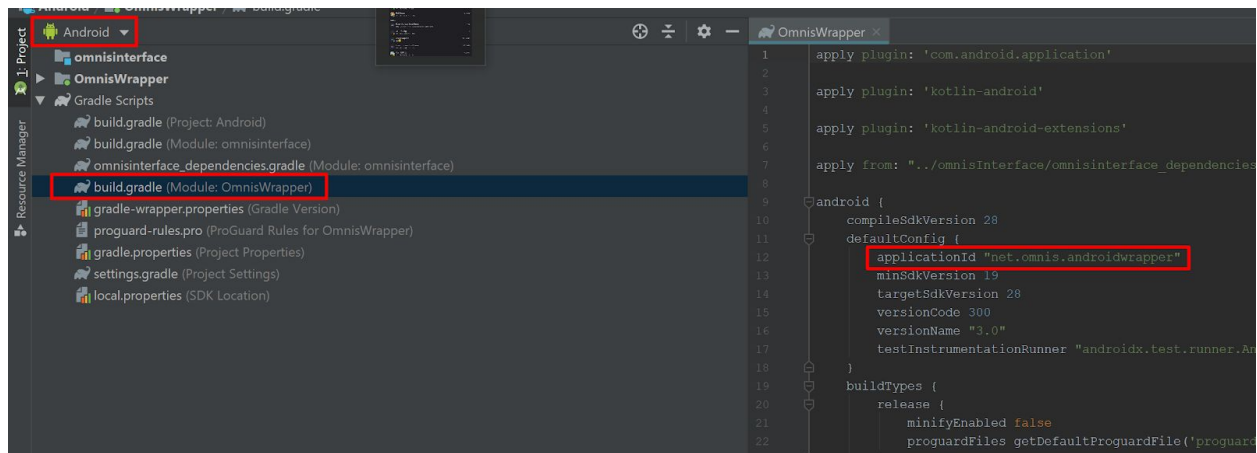 Android
OmnisWrapper
build.gradle
1: Project
Resource Manager
Android
omnisinterface
OmnisWrapper
Gradle Scripts
build.gradle (Project: Android)
build.gradle (Module: omnisinterface)
omnisinterface_dependencies.gradle (Module: omnisinterface)
build.gradle (Module: OmnisWrapper)
gradle-wrapper.properties (Gradle Version)
proguard-rules.pro (ProGuard Rules for OmnisWrapper)
gradle.properties (Project Properties)
settings.gradle (Project Settings)
local.properties (SDK Location)
OmnisWrapper
1 apply plugin: 'com.android.application'
2
3 apply plugin: 'kotlin-android'
4
5 apply plugin: 'kotlin-android-extensions'
6
7 apply from: "../omnisInterface/omnisinterface_dependencies
8
9 android {
10 compileSdkVersion 28
11 defaultConfig {
12 applicationId "net.omnis.androidwrapper"
13 minSdkVersion 19
14 targetSdkVersion 28
15 versionCode 300
16 versionName "3.0"
17 testInstrumentationRunner "androidx.test.runner.An
18 }
19 buildTypes {
20 release {
21 minifyEnabled false
22 proguardFiles getDefaultProguardFile('proguard